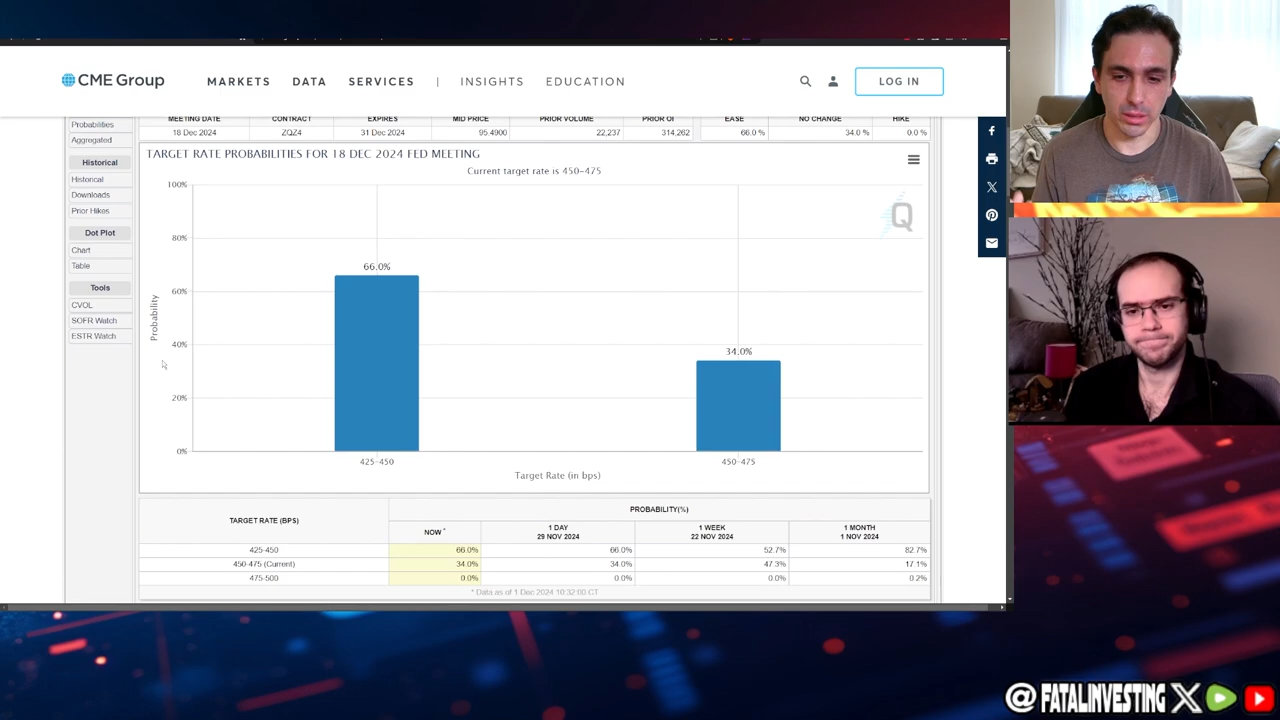 CME Group
MARKETS DATA SERVICES | INSIGHTS EDUCATION
LOG IN
MEETING DATE CONTRACT EXPIRES MID PRICE PRIOR VOLUME PRIOR OI EASE NO CHANGE HIKE
18 Dec 2024 ZQZ4 31 Dec 2024 95.4900 22,237 314,262 66.0 % 34.0 % 0.0 %
Probabilities
Aggregated
Historical
Historical
Downloads
Prior Hikes
Dot Plot
Chart
Table
Tools
CVOL
SOFR Watch
ESTR Watch
TARGET RATE PROBABILITIES FOR 18 DEC 2024 FED MEETING
Current target rate is 450-475
Q
Probability
100%
80%
60%
40%
20%
0%
66.0%
34.0%
425-450 450-475
Target Rate (in bps)
TARGET RATE (BPS) PROBABILITY(%)
NOW * 1 DAY 29 NOV 2024 1 WEEK 22 NOV 2024 1 MONTH 1 NOV 2024
425-450 66.0% 66.0% 52.7% 82.7%
450-475 (Current) 34.0% 34.0% 47.3% 17.1%
475-500 0.0% 0.0% 0.0% 0.2%
* Data as of 1 Dec 2024 10:32:00 CT
@FATALINVESTING X